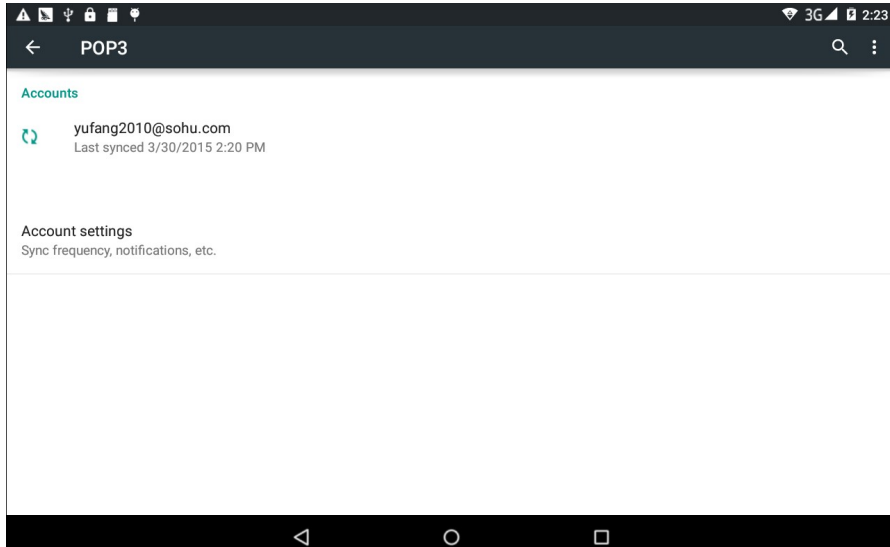 3G 2:23
POP3
Accounts
yufang2010@sohu.com
Last synced 3/30/2015 2:20 PM
Account settings
Sync frequency, notifications, etc.